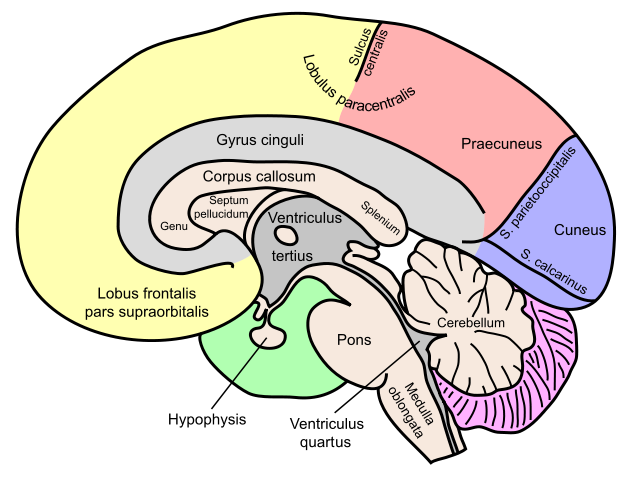 Sulcus
centralis
Lobulus paracentralis
Gyrus cinguli
Praecuneus
Corpus callosum
S. parietooccipitalis
Septum
pellucidum
Genu
Ventriculus
tertius
Splenium
Cuneus
S. calcarinus
Lobus frontalis
pars supraorbitalis
Cerebellum
Pons
Medulla
oblongata
Hypophysis
Ventriculus
quartus